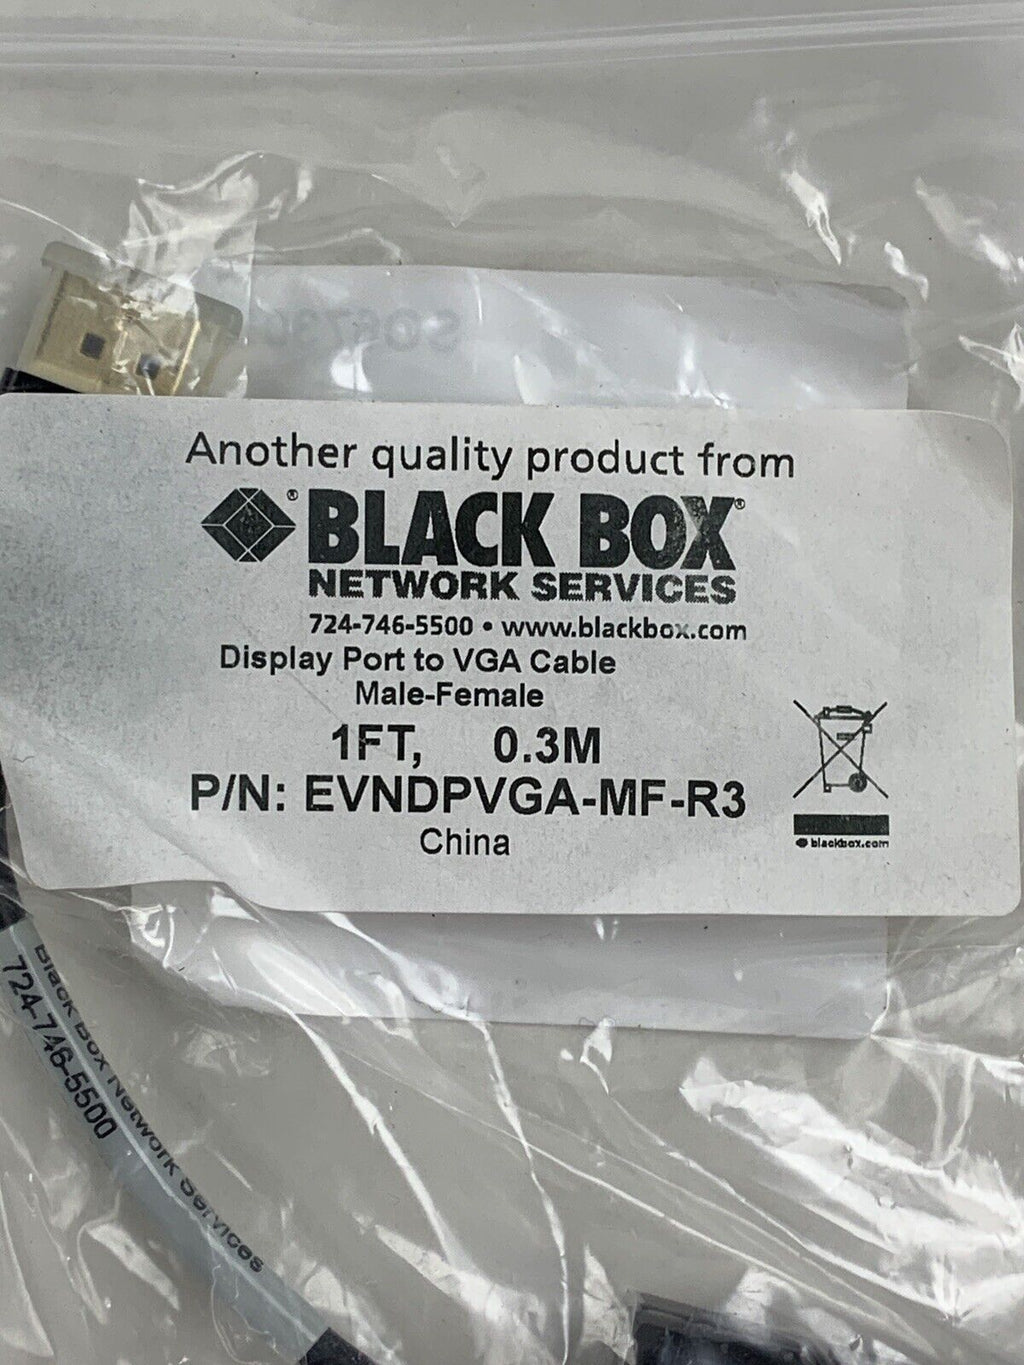 Another quality product from
® BLACK BOX®
NETWORK SERVICES
724-746-5500 • www.blackbox.com
Display Port to VGA Cable
Male-Female
1FT, 0.3M
P/N: EVNDPVGA-MF-R3
China
blackbox.com
Black Box Network Services
724-746-5500